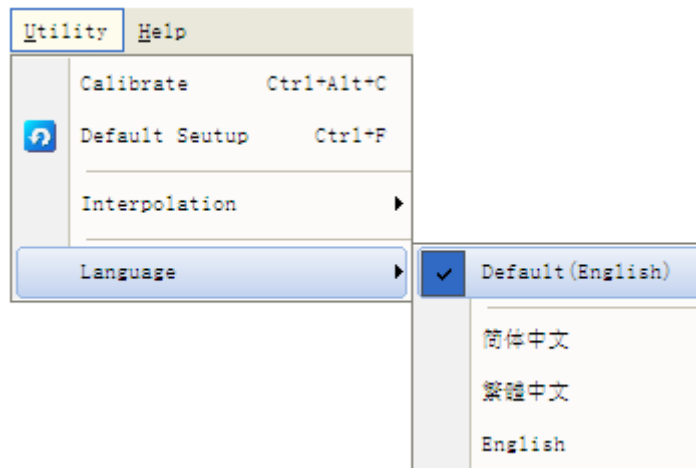 Utility Help
Calibrate Ctrl+Alt+C
Default Seutup Ctrl+F
Interpolation
Language
Default(English)
简体中文
繁體中文
English